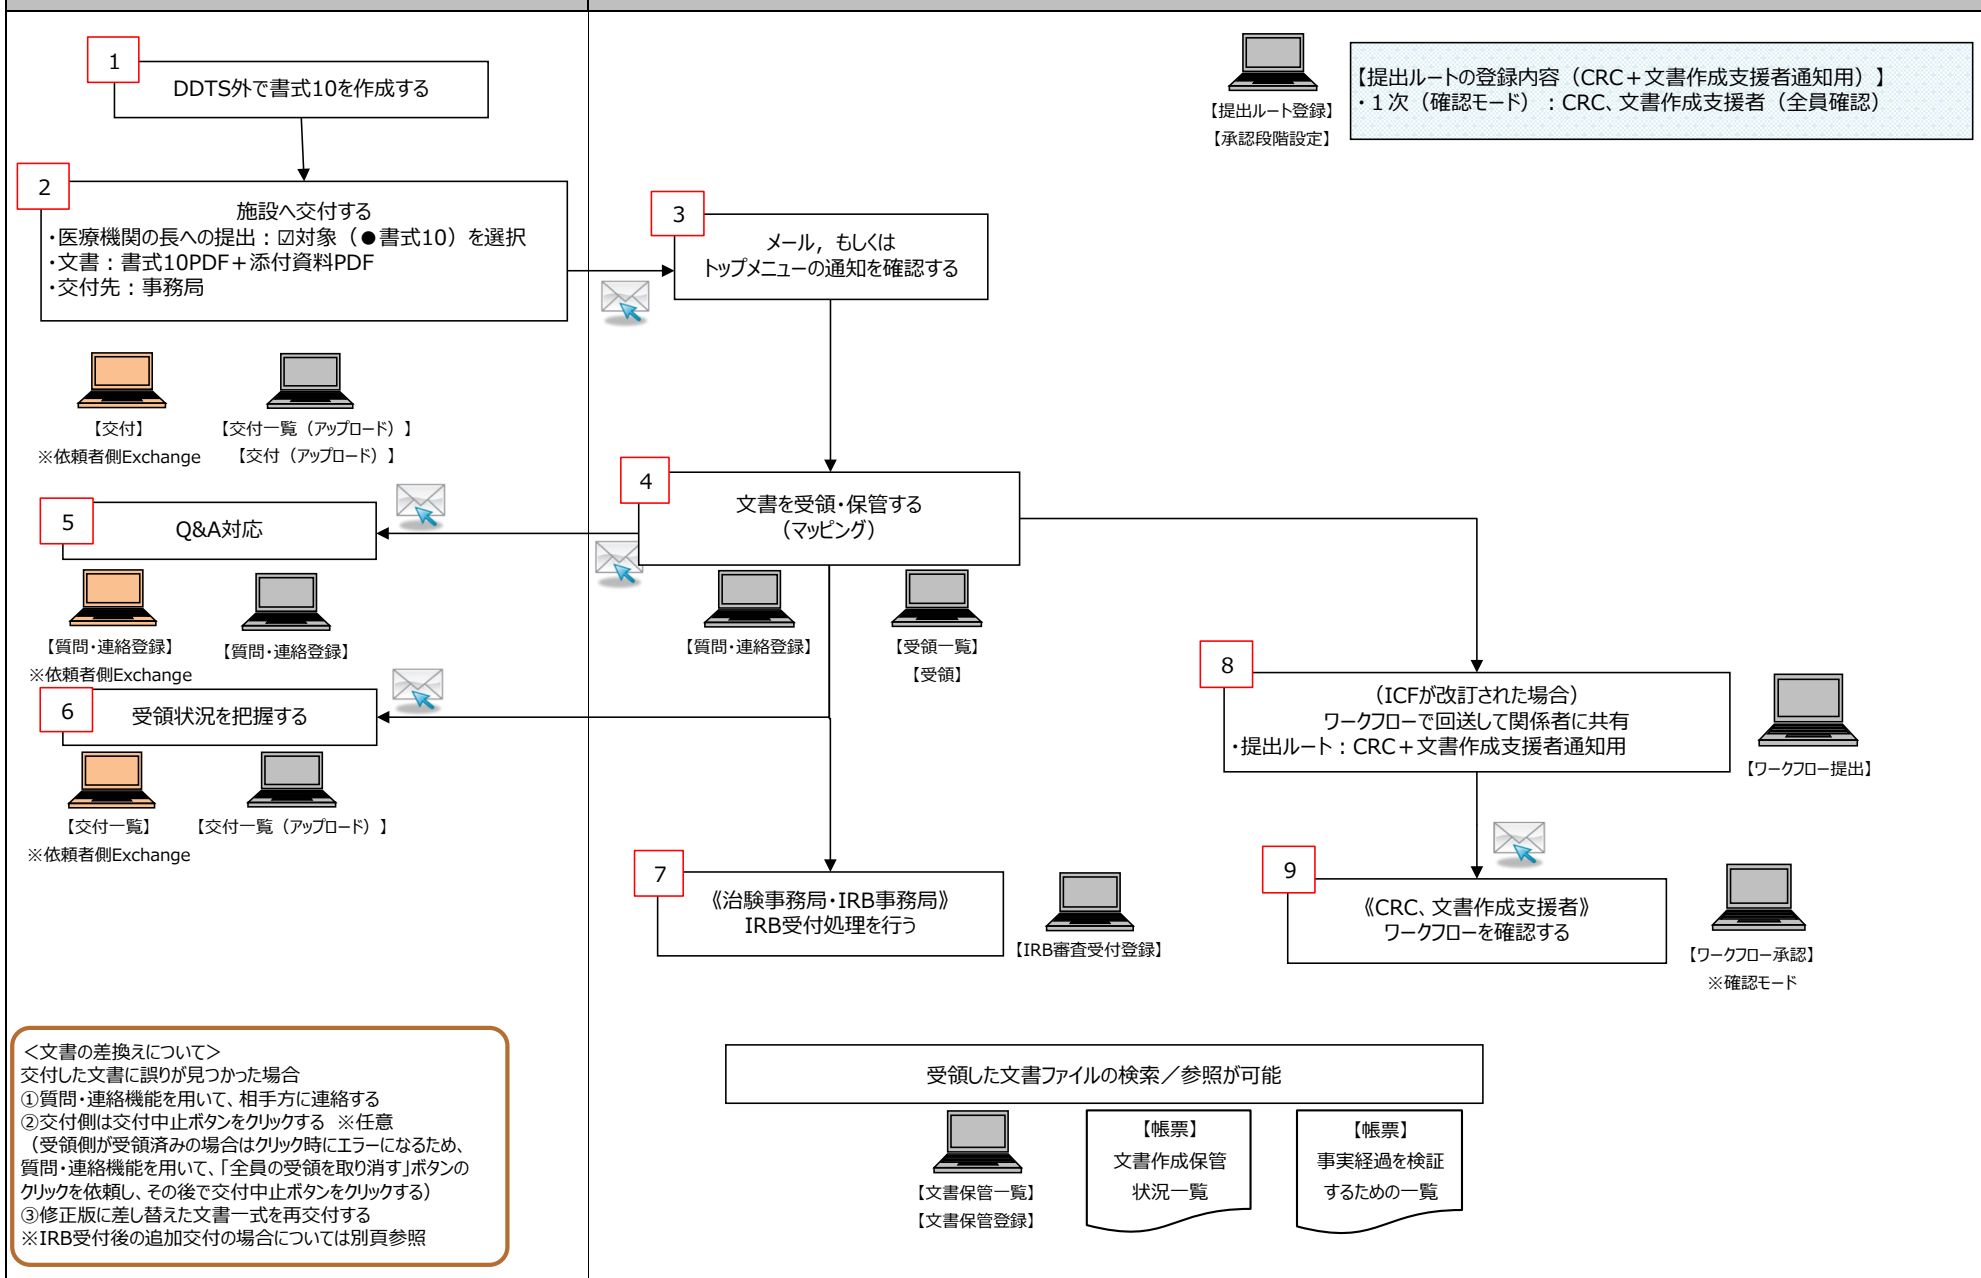 1
DDTS外で書式10を作成する
【提出ルート登録】
【承認段階設定】
【提出ルートの登録内容（CRC＋文書作成支援者通知用）】
・１次（確認モード）：CRC、文書作成支援者（全員確認）
2
施設へ交付する
・医療機関の長への提出：☑対象（●書式10）を選択
・文書：書式10PDF＋添付資料PDF
・交付先：事務局
3
メール，もしくは
トップメニューの通知を確認する
【交付】
※依頼者側Exchange
【交付一覧（アップロード）】
【交付（アップロード）】
4
文書を受領・保管する
（マッピング）
5
Q&A対応
【質問・連絡登録】
※依頼者側Exchange
【質問・連絡登録】
【質問・連絡登録】
【受領一覧】
【受領】
6
受領状況を把握する
【交付一覧】
※依頼者側Exchange
【交付一覧（アップロード）】
8
（ICFが改訂された場合）
ワークフローで回送して関係者に共有
・提出ルート：CRC＋文書作成支援者通知用
【ワークフロー提出】
7
《治験事務局・IRB事務局》
IRB受付処理を行う
【IRB審査受付登録】
9
《CRC、文書作成支援者》
ワークフローを確認する
【ワークフロー承認】
※確認モード
＜文書の差換えについて＞
交付した文書に誤りが見つかった場合
①質問・連絡機能を用いて、相手方に連絡する
②交付側は交付中止ボタンをクリックする　※任意
（受領側が受領済みの場合はクリック時にエラーになるため、
質問・連絡機能を用いて、「全員の受領を取り消す」ボタンの
クリックを依頼し、その後で交付中止ボタンをクリックする）
③修正版に差し替えた文書一式を再交付する
※IRB受付後の追加交付の場合については別頁参照
受領した文書ファイルの検索／参照が可能
【文書保管一覧】
【文書保管登録】
【帳票】
文書作成保管
状況一覧
【帳票】
事実経過を検証
するための一覧